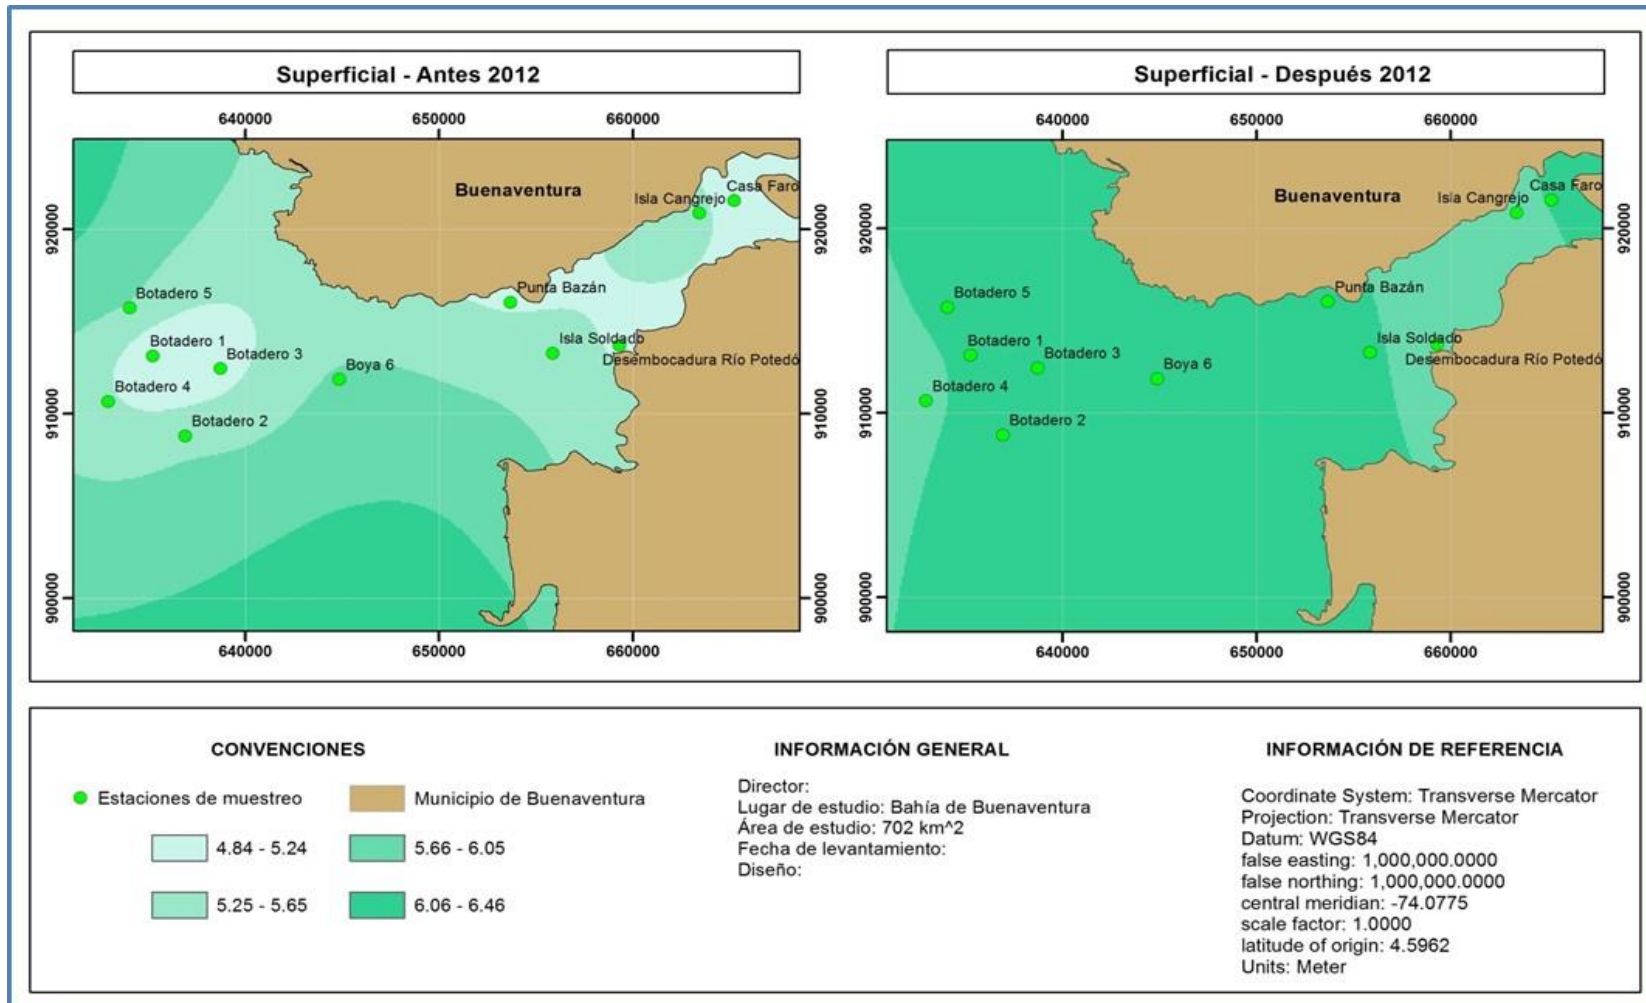 Superficial - Antes 2012
640000 650000 660000
920000
910000
900000
Buenaventura
Casa Faro
Isla Cangrejo
Punta Bazán
Botadero 5
Botadero 1
Botadero 3
Botadero 4
Botadero 2
Boya 6
Isla Soldado
Desembocadura Río Potedó
920000
910000
900000
640000 650000 660000
Superficial - Después 2012
640000 650000 660000
920000
910000
900000
Buenaventura
Casa Faro
Isla Cangrejo
Punta Bazán
Botadero 5
Botadero 1
Botadero 3
Botadero 4
Botadero 2
Boya 6
Isla Soldado
Desembocadura Río Potedó
920000
910000
900000
640000 650000 660000
CONVENCIONES
Estaciones de muestreo
Municipio de Buenaventura
4.84 - 5.24
5.66 - 6.05
5.25 - 5.65
6.06 - 6.46
INFORMACIÓN GENERAL
Director:
Lugar de estudio: Bahía de Buenaventura
Área de estudio: 702 km^2
Fecha de levantamiento:
Diseño:
INFORMACIÓN DE REFERENCIA
Coordinate System: Transverse Mercator
Projection: Transverse Mercator
Datum: WGS84
false easting: 1,000,000.0000
false northing: 1,000,000.0000
central meridian: -74.0775
scale factor: 1.0000
latitude of origin: 4.5962
Units: Meter